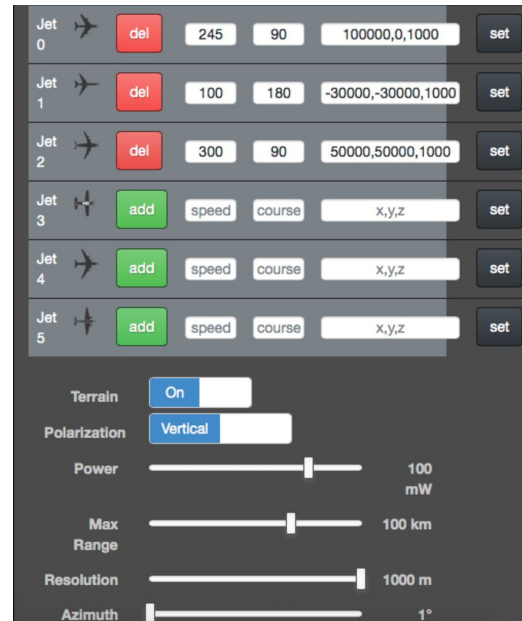 Jet 0 del 245 90 100000,0,1000 set
Jet 1 del 100 180 -30000,-30000,1000 set
Jet 2 del 300 90 50000,50000,1000 set
Jet 3 add speed course x,y,z set
Jet 4 add speed course x,y,z set
Jet 5 add speed course x,y,z set
Terrain On
Polarization Vertical
Power 100 mW
Max Range 100 km
Resolution 1000 m
Azimuth 1°